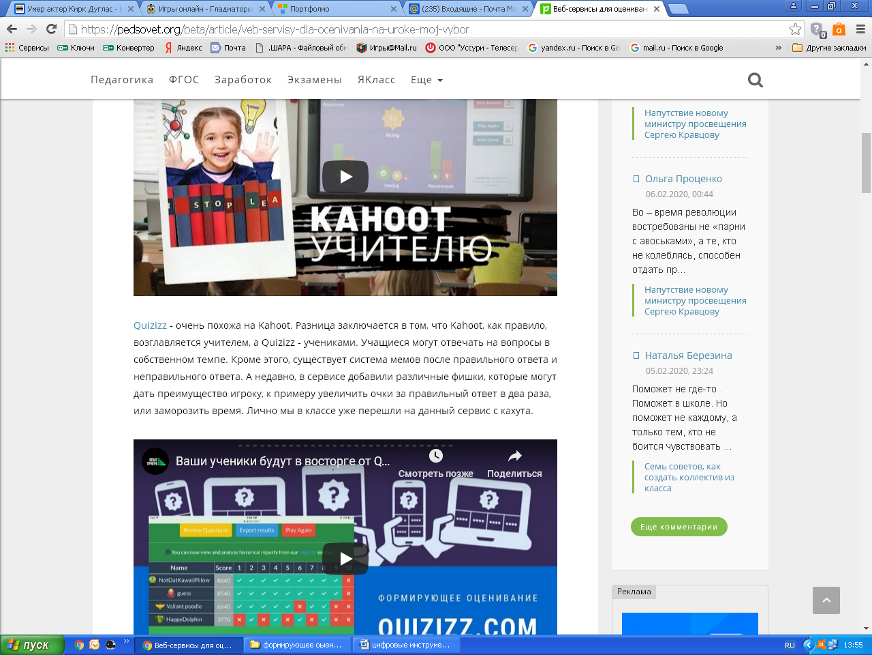 Умер актер Кирк Дуглас - Н
Игры онлайн - Гладиаторы
Портфолио
(235) Входящие - Почта Ма
Веб-сервисы для оцениван
https://pedsovet.org/beta/article/veb-servisy-dla-ocenivania-na-uroke-moj-vybor
Сервисы
Ключи
Конвертер
Яндекс
Почта
.:ШАРА - Файловый об
Игры@Mail.ru
ООО "Уссури - Телесер
yandex.ru - Поиск в Go
mail.ru - Поиск в Google
»
Другие закладки
Педагогика ФГОС Заработок Экзамены ЯКласс Еще
STOP LEA
KAHOOT
УЧИТЕЛЮ
Quizizz - очень похожа на Kahoot. Разница заключается в том, что Kahoot, как правило,
возглавляется учителем, а Quizizz - учениками. Учащиеся могут отвечать на вопросы в
собственном темпе. Кроме этого, существует система мемов после правильного ответа и
неправильного ответа. А недавно, в сервисе добавили различные фишки, которые могут
дать преимущество игроку, к примеру увеличить очки за правильный ответ в два раза,
или заморозить время. Лично мы в классе уже перешли на данный сервис с кахута.
Ваши ученики будут в восторге от Q...
Смотреть позже
Поделиться
Review Questions
Export results
Play Again
You can now view and analyze historical reports from our
Name Score 1 2 3 4 5 6 7 8
NotDatKawaiiPillow 8640
guess 8540
Valiant poodle 6640
HappyDolphin 3770
ФОРМИРУЮЩЕЕ ОЦЕНИВАНИЕ
QUIZIZZ.COM
Напутствие новому
министру просвещения
Сергею Кравцову
Ольга Проценко
06.02.2020, 00:44
Во – время революции
востребованы не «парни
с авоськами», а те, кто
не колеблясь, способен
отдать пр...
Напутствие новому
министру просвещения
Сергею Кравцову
Наталья Березина
05.02.2020, 23:24
Поможет не где-то .
Поможет в школе. Но
поможет не каждому, а
только тем, кто не
боится чувствовать ...
Семь советов, как
создать коллектив из
класса
Еще комментарии
Реклама
пуск
»
Веб-сервисы для оц...
формирующее оцен...
цифровые инструме...
RU
13:55